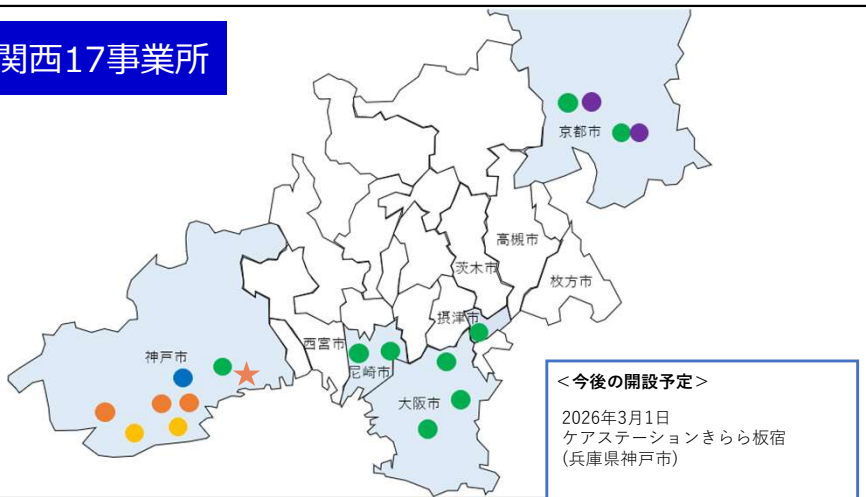 関西17事業所
京都市
高槻市
茨木市
枚方市
摂津市
西宮市
尼崎市
神戸市
大阪市
＜今後の開設予定＞
2026年3月1日
ケアステーションきらら板宿
(兵庫県神戸市)